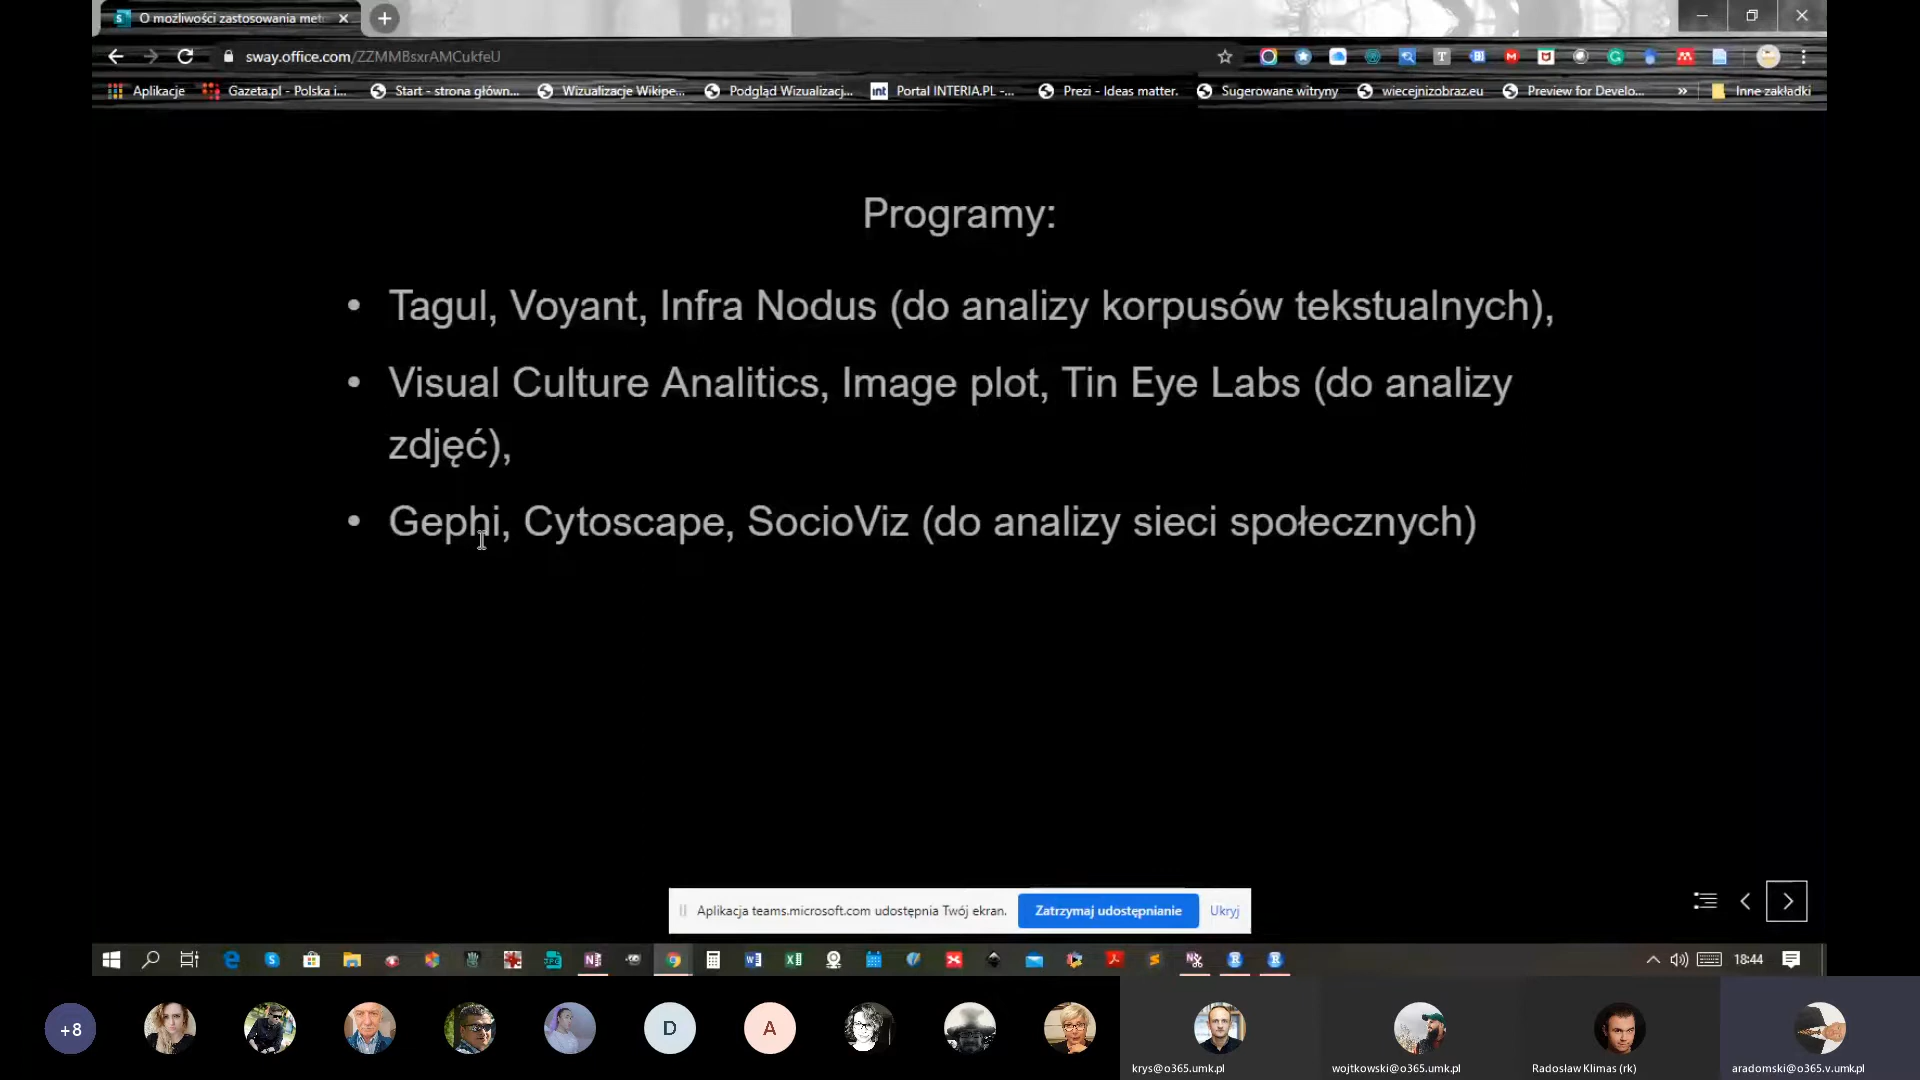 O możliwości zastosowania met
sway.office.com/ZZMMBsxrAMCukfeU
Aplikacje
Gazeta.pl - Polska i...
Start - strona główn...
Wizualizacje Wikipe...
Podgląd Wizualizacj...
int
Portal INTERIA.PL -...
Prezi - Ideas matter.
Sugerowane witryny
wiecejnizobraz.eu
Preview for Develo...
»
Inne zakładki
Programy:
• Tagul, Voyant, Infra Nodus (do analizy korpusów tekstualnych),
• Visual Culture Analitics, Image plot, Tin Eye Labs (do analizy
zdjęć),
• Gephi, Cytoscape, SocioViz (do analizy sieci społecznych)
Aplikacja teams.microsoft.com udostępnia Twój ekran.
Zatrzymaj udostępnianie
Ukryj
18:44
+8
D
A
krys@o365.umk.pl
wojtkowski@o365.umk.pl
Radosław Klimas (rk)
aradomski@o365.v.umk.pl